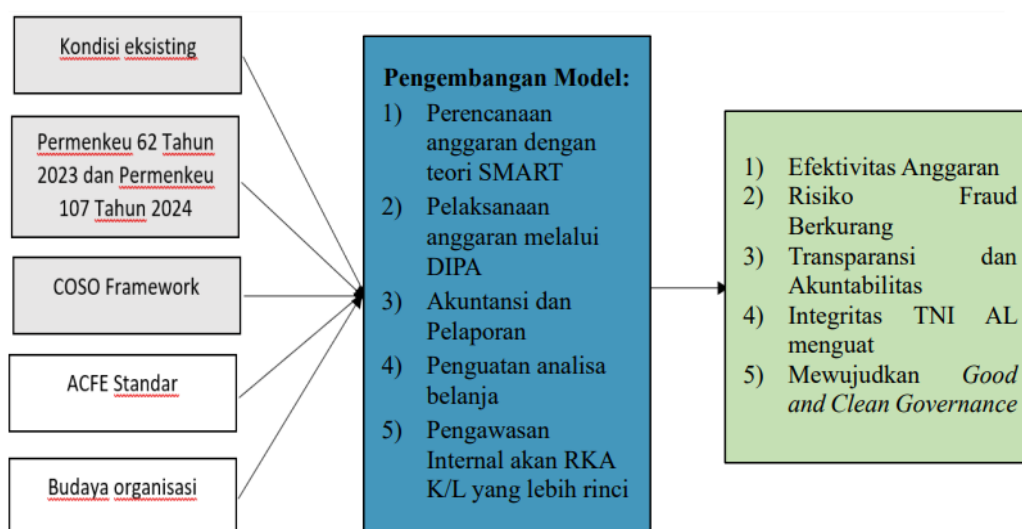 Kondisi eksisting
Permenkeu 62 Tahun
2023 dan Permenkeu
107 Tahun 2024
COSO Framework
ACFE Standar
Budaya organisasi
Pengembangan Model:
1) Perencanaan
anggaran dengan
teori SMART
2) Pelaksanaan
anggaran melalui
DIPA
3) Akuntansi dan
Pelaporan
4) Penguatan analisa
belanja
5) Pengawasan
Internal akan RKA
K/L yang lebih rinci
1) Efektivitas Anggaran
2) Risiko Fraud
Berkurang
3) Transparansi dan
Akuntabilitas
4) Integritas TNI AL
menguat
5) Mewujudkan Good
and Clean Governance